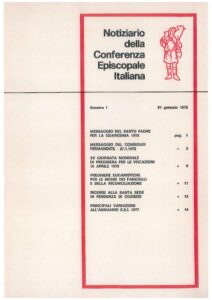 Notiziario
della
Conferenza
Episcopale
Italiana
Numero 1
31 gennaio 1978
MESSAGGIO DEL SANTO PADRE
PER LA QUARESIMA 1978 pag. 1
MESSAGGIO DEL CONSIGLIO
PERMANENTE - 27.1.1978 » 3
XV GIORNATA MONDIALE
DI PREGHIERA PER LE VOCAZIONI
16 APRILE 1978 »
PREGHIERE EUCARISTICHE
PER LE MESSE DEI FANCIULLI
E DELLA RICONCILIAZIONE » 11
RICORSI ALLA SANTA SEDE
IN PENDENZA DI GIUDIZIO » 13
PRINCIPALI VARIAZIONI
ALL'ANNUARIO C.E.I. 1977 » 14